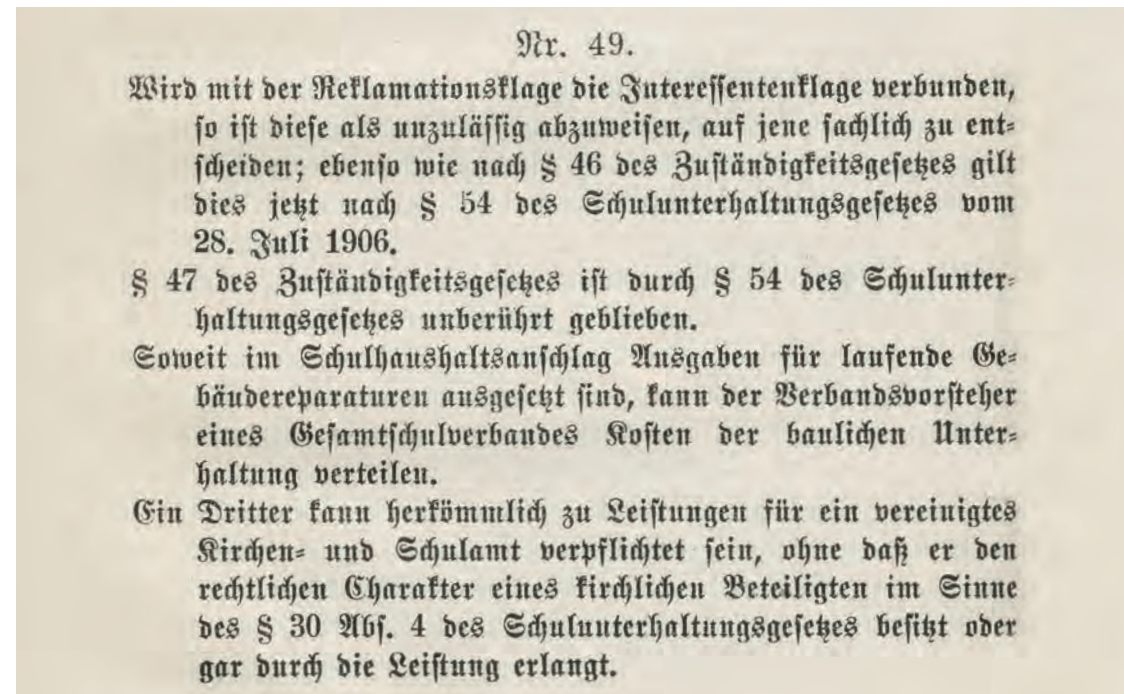 Nr. 49.
Wird mit der Reklamationsklage die Interessentenklage verbunden,
so ist diese als unzulässig abzuweisen, auf jene sachlich zu ent-
scheiden; ebenso wie nach § 46 des Zuständigkeitsgesetzes gilt
dies jetzt nach § 54 des Schulunterhaltungsgesetzes vom
28. Juli 1906.
§ 47 des Zuständigkeitsgesetzes ist durch § 54 des Schulunter-
haltungsgesetzes unberührt geblieben.
Soweit im Schulhaushaltsanschlag Ausgaben für laufende Ge-
bäudereparaturen ausgesetzt sind, kann der Verbandsvorsteher
eines Gesamtschulverbandes Kosten der baulichen Unter-
haltung verteilen.
Ein Dritter kann herkömmlich zu Leistungen für ein vereinigtes
Kirchen- und Schulamt verpflichtet sein, ohne daß er den
rechtlichen Charakter eines kirchlichen Beteiligten im Sinne
des § 30 Abs. 4 des Schulunterhaltungsgesetzes besitzt oder
gar durch die Leistung erlangt.